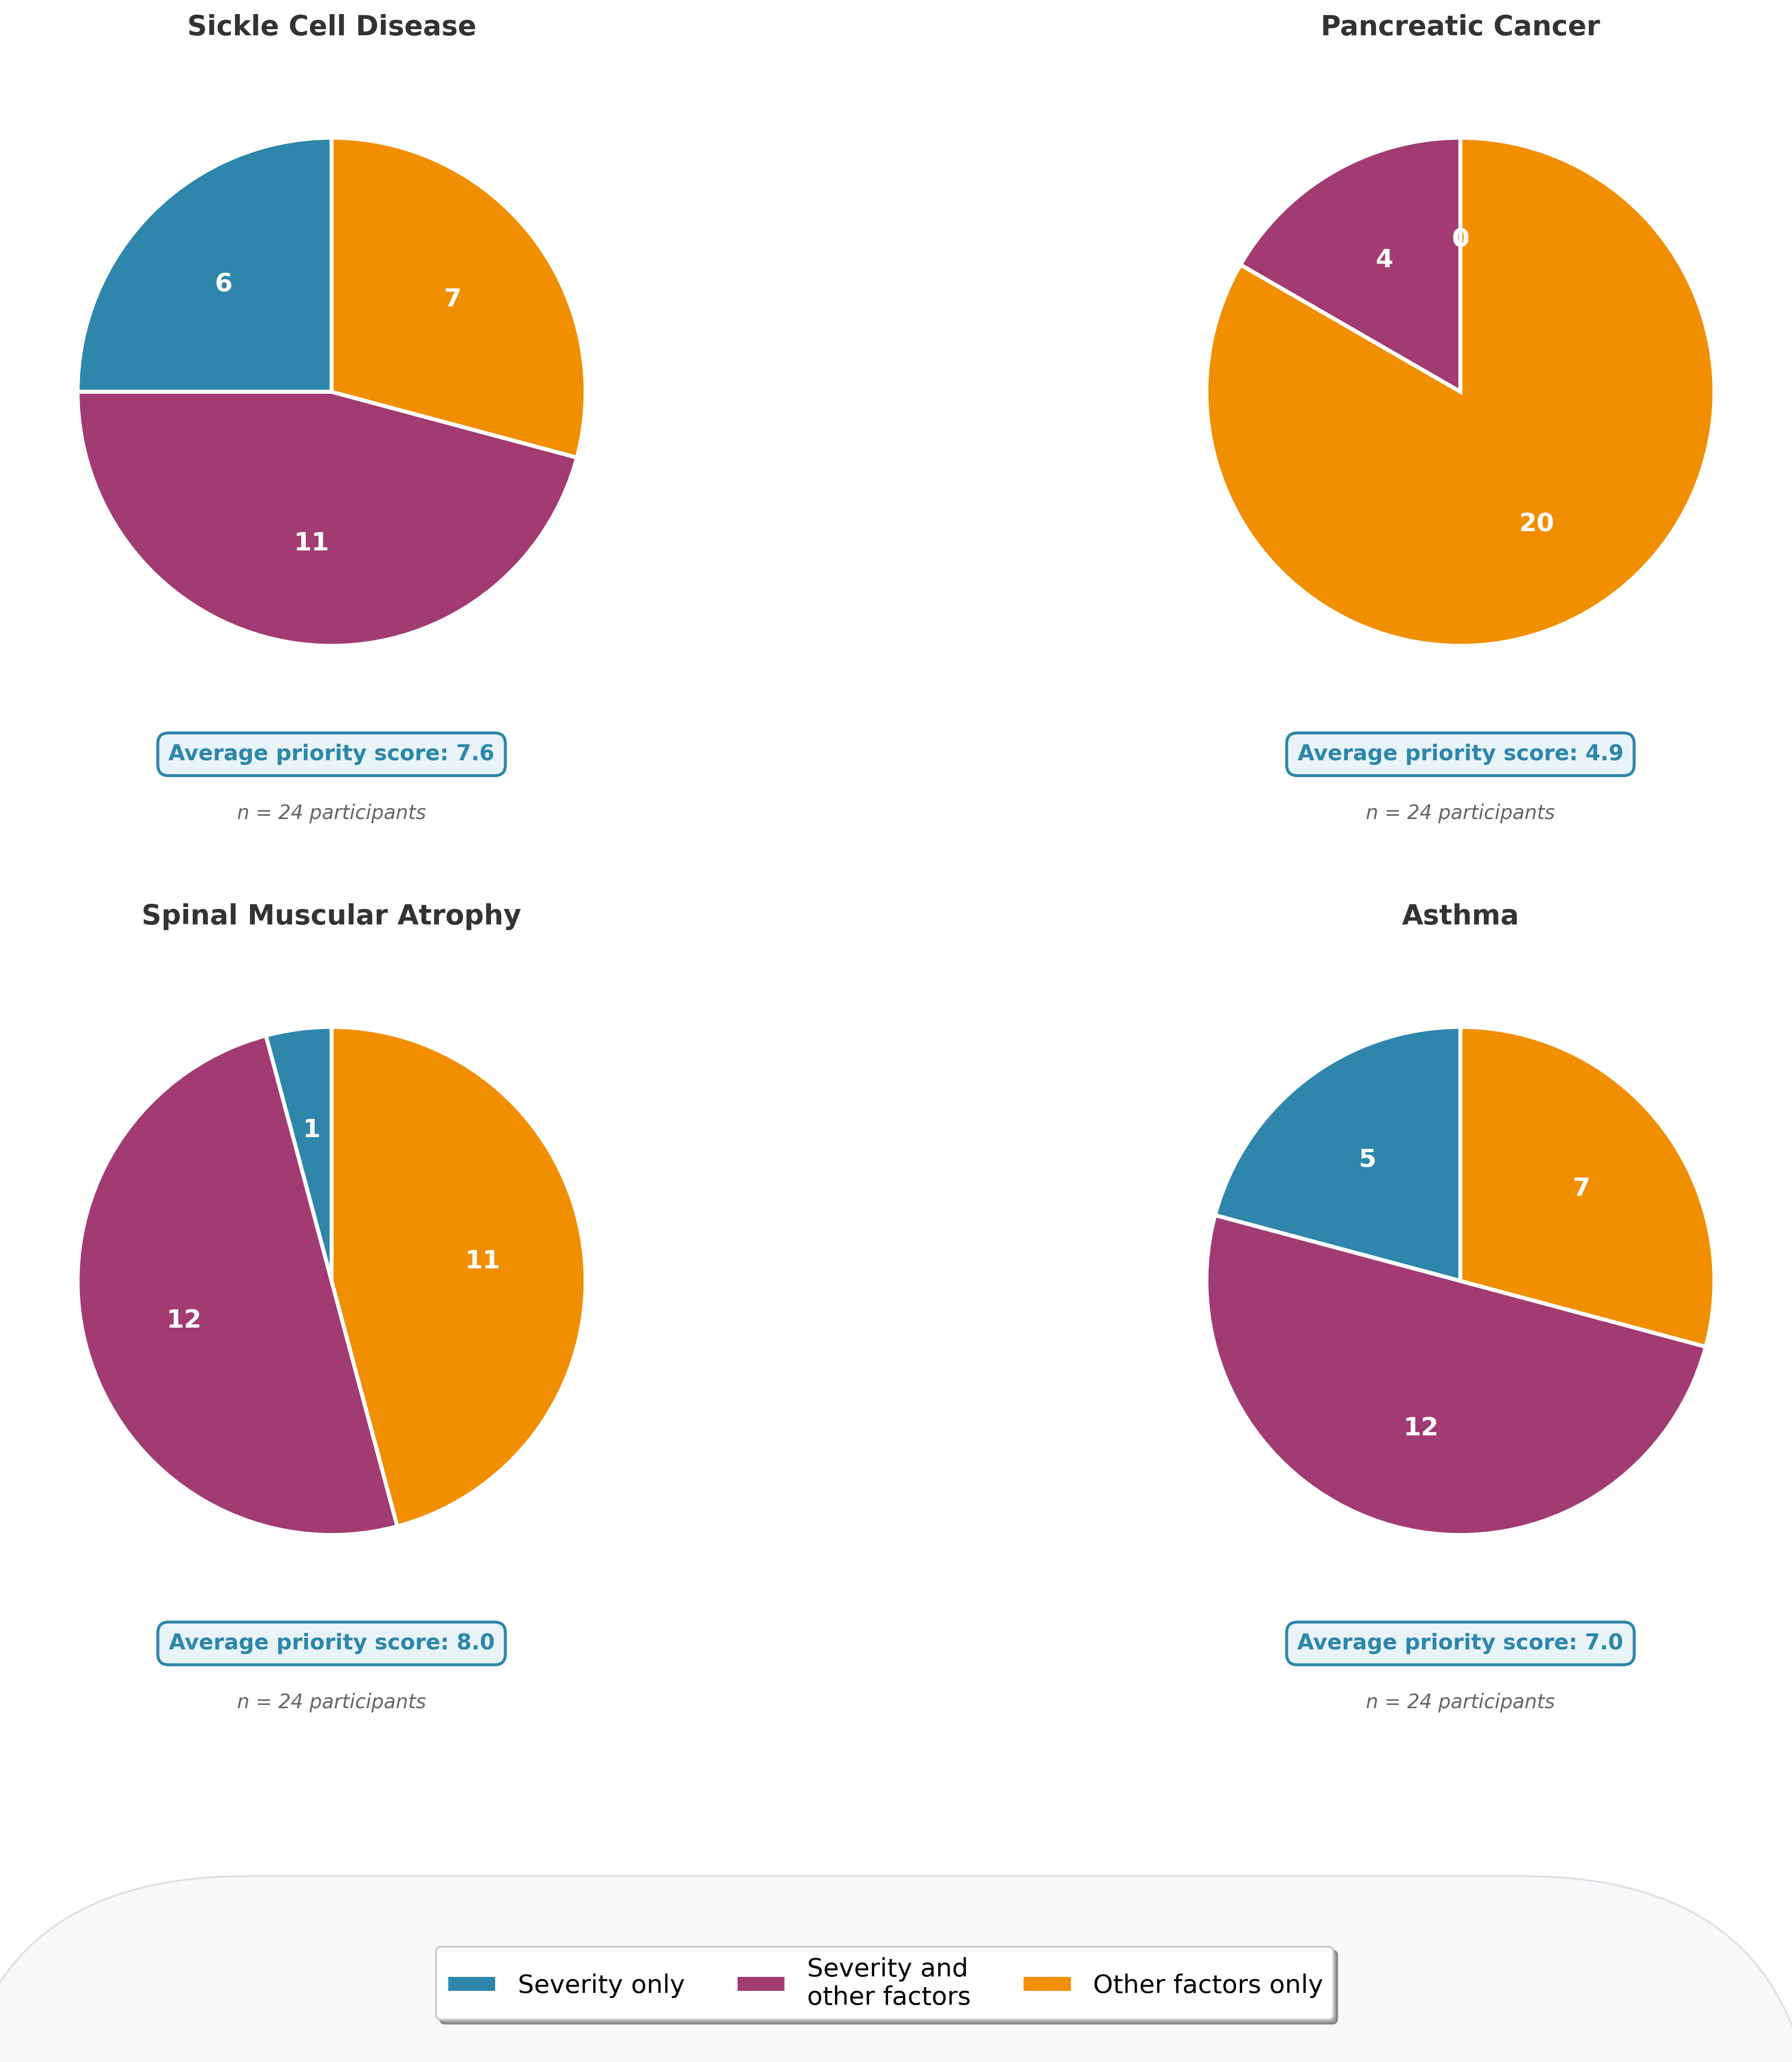 Sickle Cell Disease
6
7
11
Average priority score: 7.6
n = 24 participants
Pancreatic Cancer
0
4
20
Average priority score: 4.9
n = 24 participants
Spinal Muscular Atrophy
1
11
12
Average priority score: 8.0
n = 24 participants
Asthma
5
7
12
Average priority score: 7.0
n = 24 participants
Severity only
Severity and
other factors
Other factors only